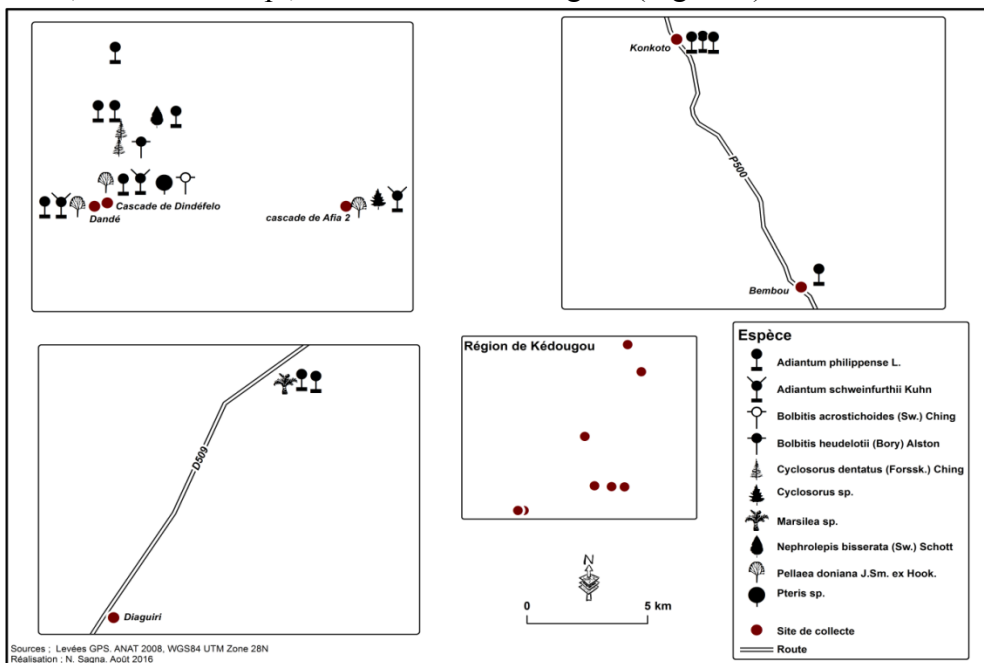 Konkoto
P500
Bembou
Cascade de Dindéfelo
Dandé
cascade de Afia 2
D509
Diaguiri
Région de Kédougou
N
0 5 km
Espèce
Adiantum philippense L.
Adiantum schweinfurthii Kuhn
Bolbitis acrostichoides (Sw.) Ching
Bolbitis heudelotii (Bory) Alston
Cyclosorus dentatus (Forssk.) Ching
Cyclosorus sp.
Marsilea sp.
Nephrolepis bisserata (Sw.) Schott
Pellaea doniana J.Sm. ex Hook.
Pteris sp.
Site de collecte
Route
Sources ; Levées GPS. ANAT 2008, WGS84 UTM Zone 28N
Réalisation ; N. Sagna. Août 2016